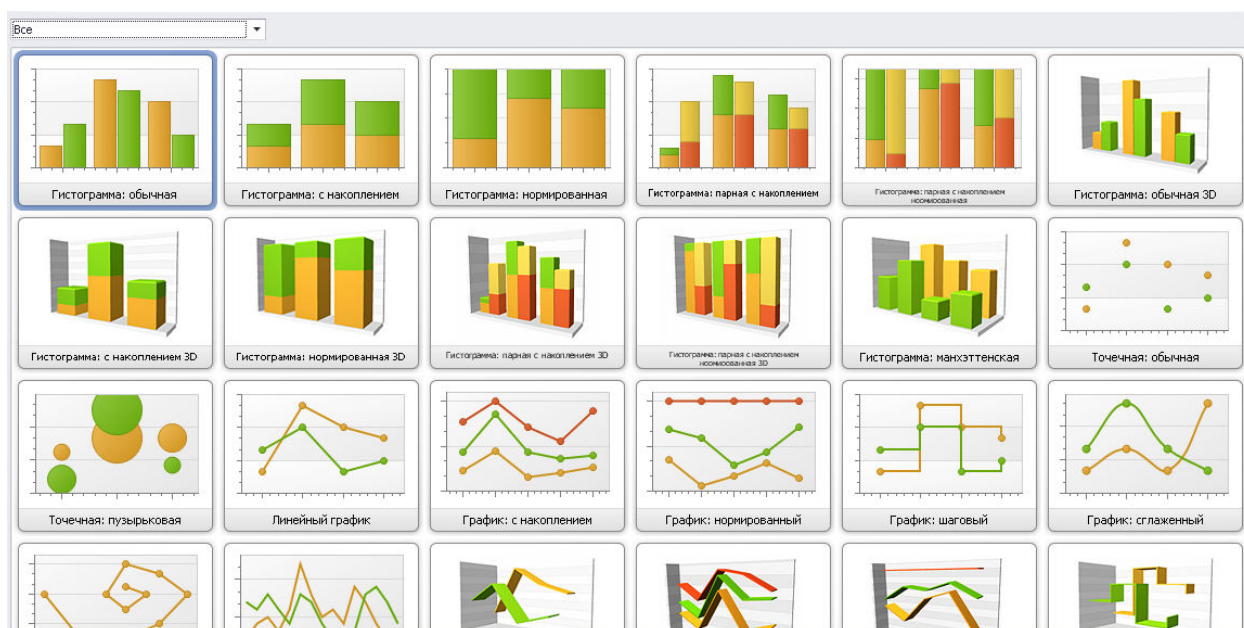 Все
Гистограмма: обычная
Гистограмма: с накоплением
Гистограмма: нормированная
Гистограмма: парная с накоплением
Гистограмма: парная с накоплением
нормированная
Гистограмма: обычная 3D
Гистограмма: с накоплением 3D
Гистограмма: нормированная 3D
Гистограмма: парная с накоплением 3D
Гистограмма: парная с накоплением
нормированная 3D
Гистограмма: манхэттенская
Точечная: обычная
Точечная: пузырьковая
Линейный график
График: с накоплением
График: нормированный
График: шаговый
График: сглаженный